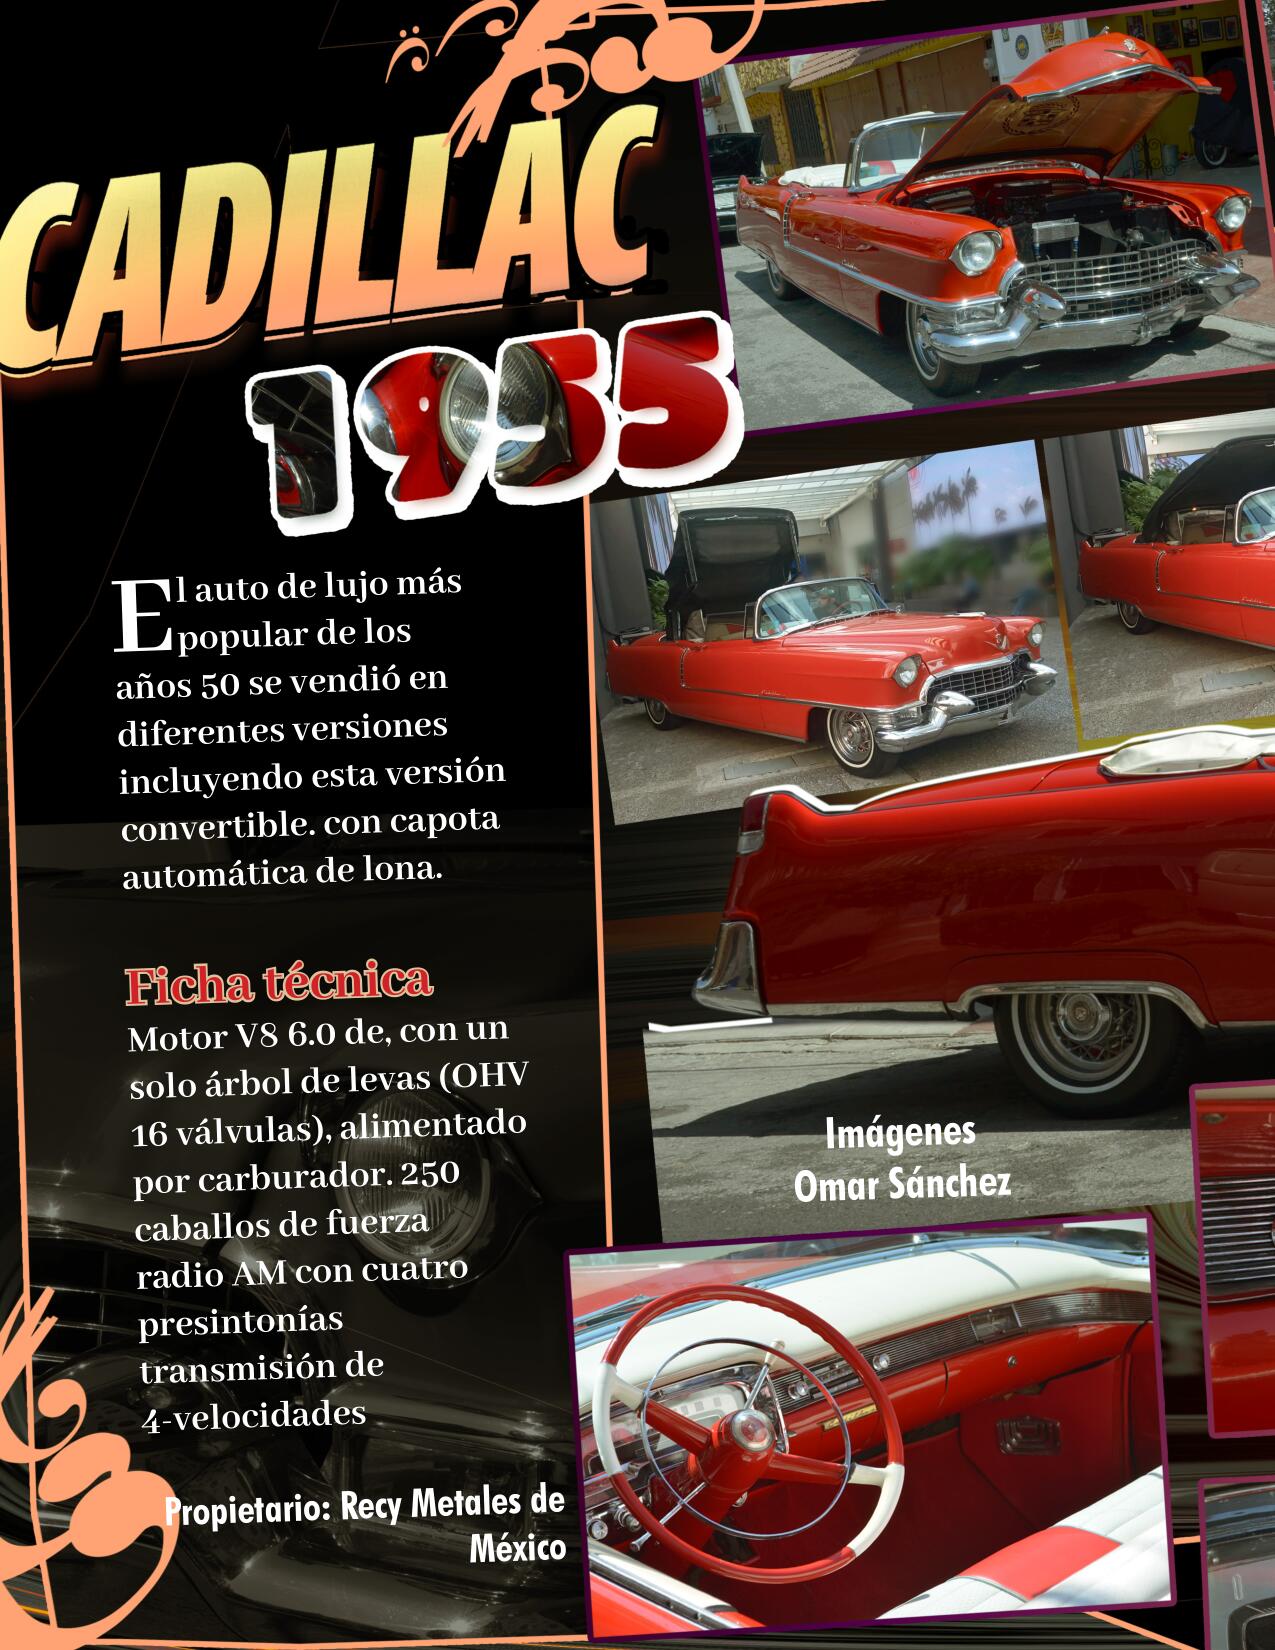 CADILLAC
1955
El auto de lujo más
popular de los
años 50 se vendió en
diferentes versiones
incluyendo esta versión
convertible. con capota
automática de lona.
Ficha técnica
Motor V8 6.0 de, con un
solo árbol de levas (OHV
16 válvulas), alimentado
por carburador. 250
caballos de fuerza
radio AM con cuatro
presintonías
transmisión de
4-velocidades
Propietario: Recy Metales de
México
Imágenes
Omar Sánchez